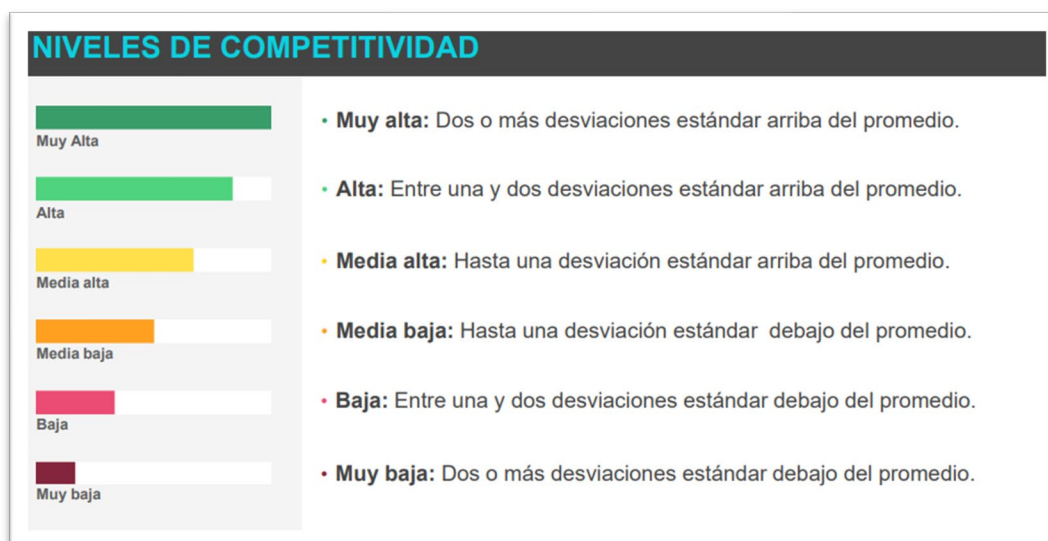 NIVELES DE COMPETITIVIDAD
Muy Alta
• Muy alta: Dos o más desviaciones estándar arriba del promedio.
Alta
• Alta: Entre una y dos desviaciones estándar arriba del promedio.
Media alta
• Media alta: Hasta una desviación estándar arriba del promedio.
Media baja
• Media baja: Hasta una desviación estándar debajo del promedio.
Baja
• Baja: Entre una y dos desviaciones estándar debajo del promedio.
Muy baja
• Muy baja: Dos o más desviaciones estándar debajo del promedio.